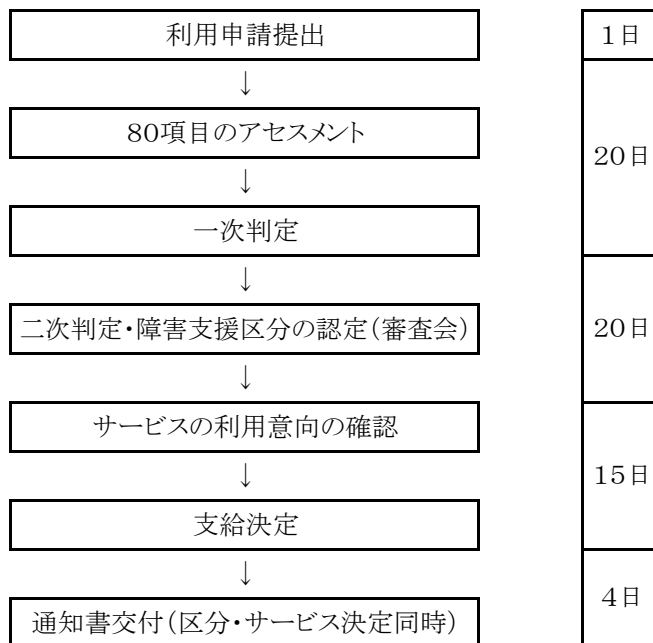 利用申請提出
1日
↓
80項目のアセスメント
20日
↓
一次判定
↓
二次判定・障害支援区分の認定(審査会)
20日
↓
サービスの利用意向の確認
15日
↓
支給決定
↓
4日
通知書交付(区分・サービス決定同時)